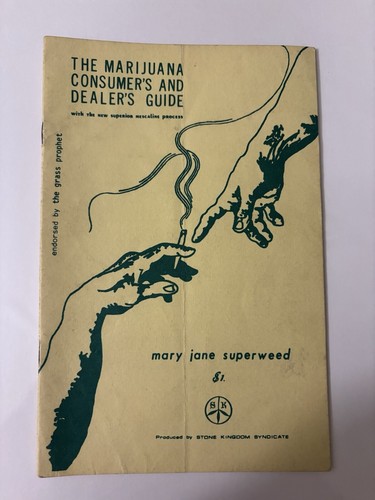 THE MARIJUANA
CONSUMER'S AND
DEALER'S GUIDE
with the new superior mescaline process
endorsed by the grass prophet
mary jane superweed
$1.
S K
Produced by STONE KINGDOM SYNDICATE